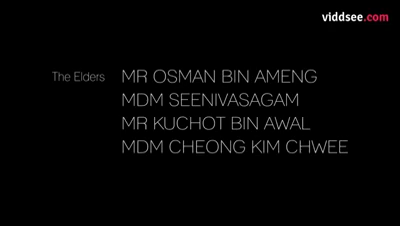 viddsee.com
The Elders MR OSMAN BIN AMENG
MDM SEENIVASAGAM
MR KUCHOT BIN AWAL
MDM CHEONG KIM CHWEE